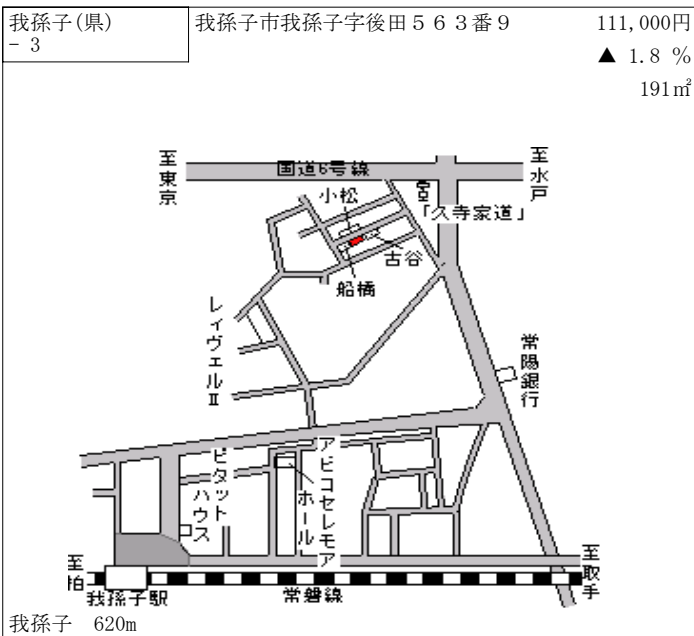 我孫子(県)
- 3
我孫子市我孫子字後田５６３番９
111,000円
▲ 1.8 %
191㎡
至東京
国道6号線
至水戸
小松
宮
「久寺家道」
古谷
船橋
レィヴェルⅡ
常陽銀行
ピタットハウス
アビコセレモアホール
至柏
我孫子駅
常磐線
至取手
我孫子　620m